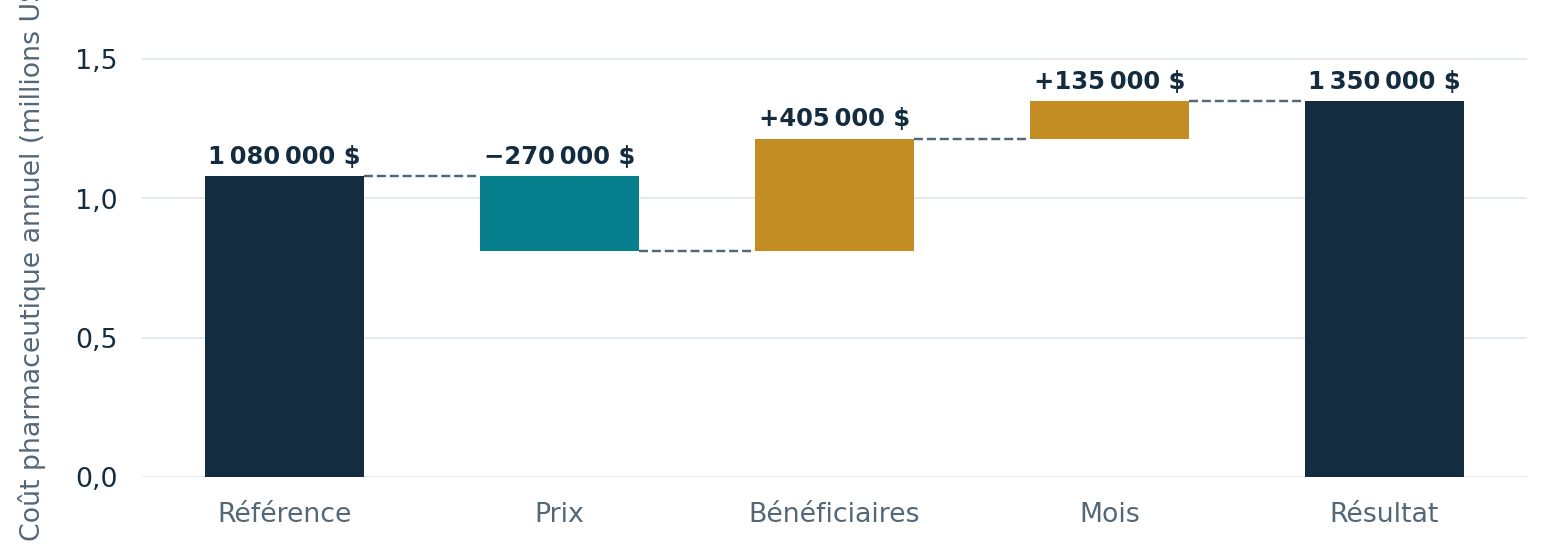 Coût pharmaceutique annuel (millions
1,5
1,0
0,5
0,0
1 080 000 $
−270 000 $
+405 000 $
+135 000 $
1 350 000 $
Référence
Prix
Bénéficiaires
Mois
Résultat